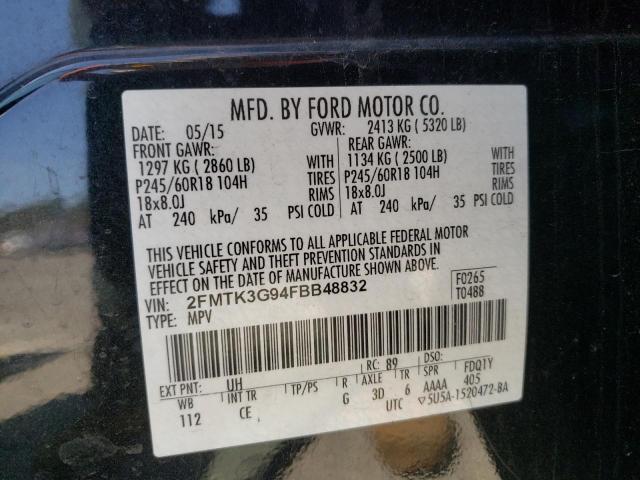 MFD. BY FORD MOTOR CO.
DATE: 05/15 GVWR: 2413 KG ( 5320 LB)
FRONT GAWR: REAR GAWR:
1297 KG ( 2860 LB) WITH 1134 KG ( 2500 LB) WITH
P245/60R18 104H TIRES P245/60R18 104H TIRES
18x8.0J RIMS 18x8.0J RIMS
AT 240 kPa/ 35 PSI COLD AT 240 kPa/ 35 PSI COLD
THIS VEHICLE CONFORMS TO ALL APPLICABLE FEDERAL MOTOR
VEHICLE SAFETY AND THEFT PREVENTION STANDARDS IN
EFFECT ON THE DATE OF MANUFACTURE SHOWN ABOVE.
VIN: 2FMTK3G94FBB48832 F0265
TYPE: MPV T0488
EXT PNT: UH RC: 89 DSO:
WB INT TR TP/PS R AXLE TR SPR FDQ1Y
112 CE G 3D 6 AAAA 405
UTC ▽5U5A-1520472-BA